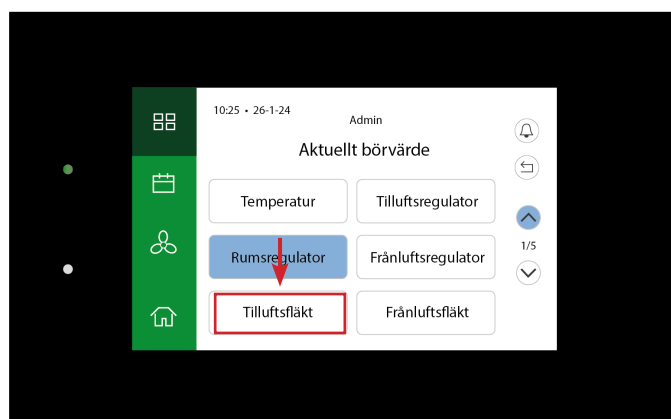 10:25 • 26-1-24
Admin
Aktuellt börvärde
Temperatur
Tilluftsregulator
Rumsregulator
Frånluftsregulator
1/5
Tilluftsfläkt
Frånluftsfläkt